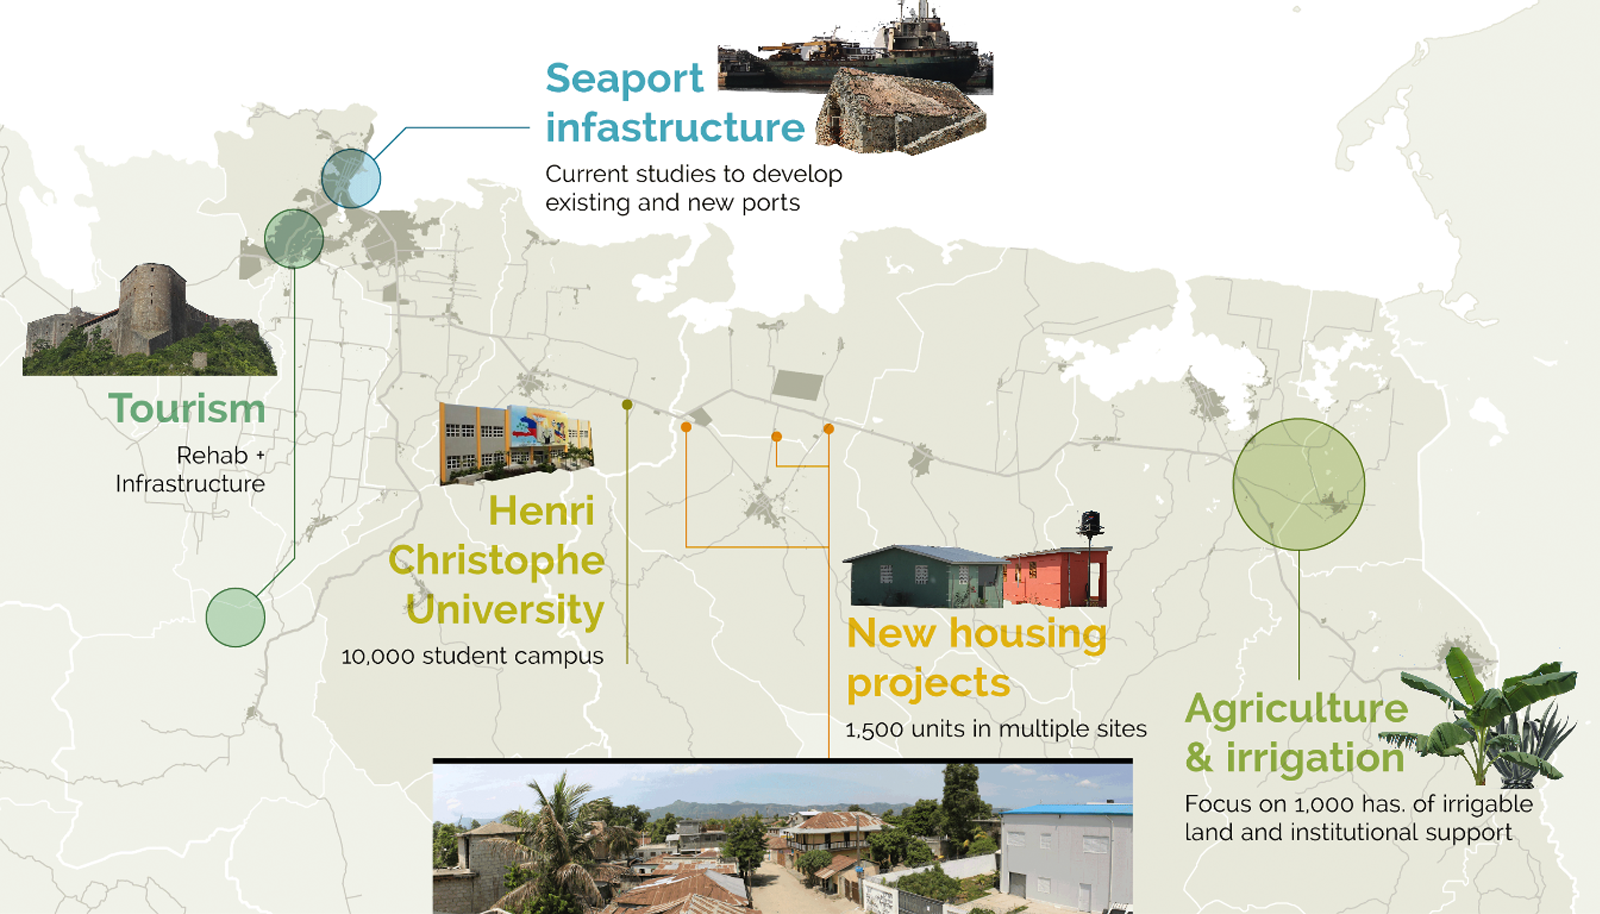 Seaport
infastructure
Current studies to develop
existing and new ports
Tourism
Rehab +
Infrastructure
Henri
Christophe
University
10,000 student campus
New housing
projects
1,500 units in multiple sites
Agriculture
& irrigation
Focus on 1,000 has. of irrigable
land and institutional support